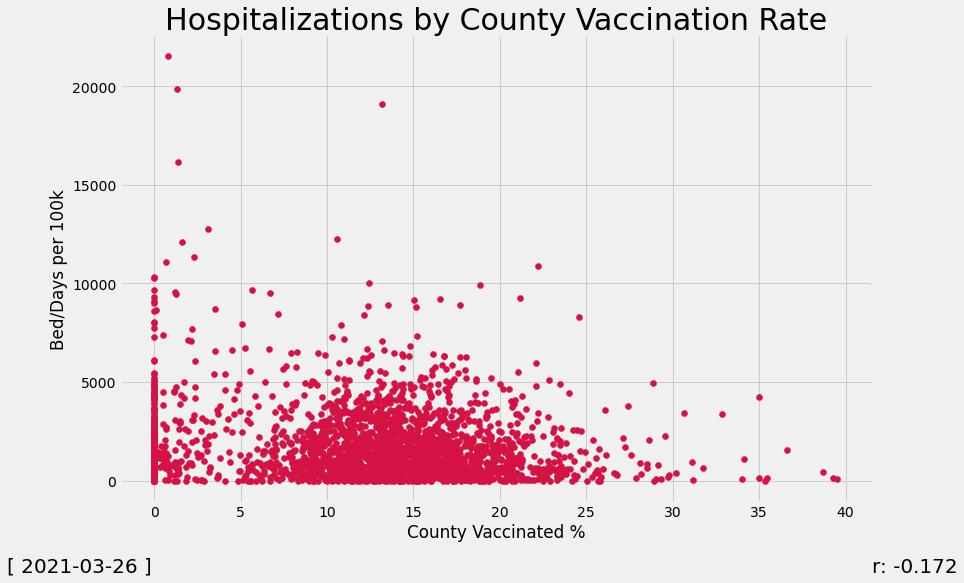 Hospitalizations by County Vaccination Rate
Bed/Days per 100k
20000
15000
10000
5000
0
0 5 10 15 20 25 30 35 40
County Vaccinated %
[ 2021-03-26 ] r: -0.172